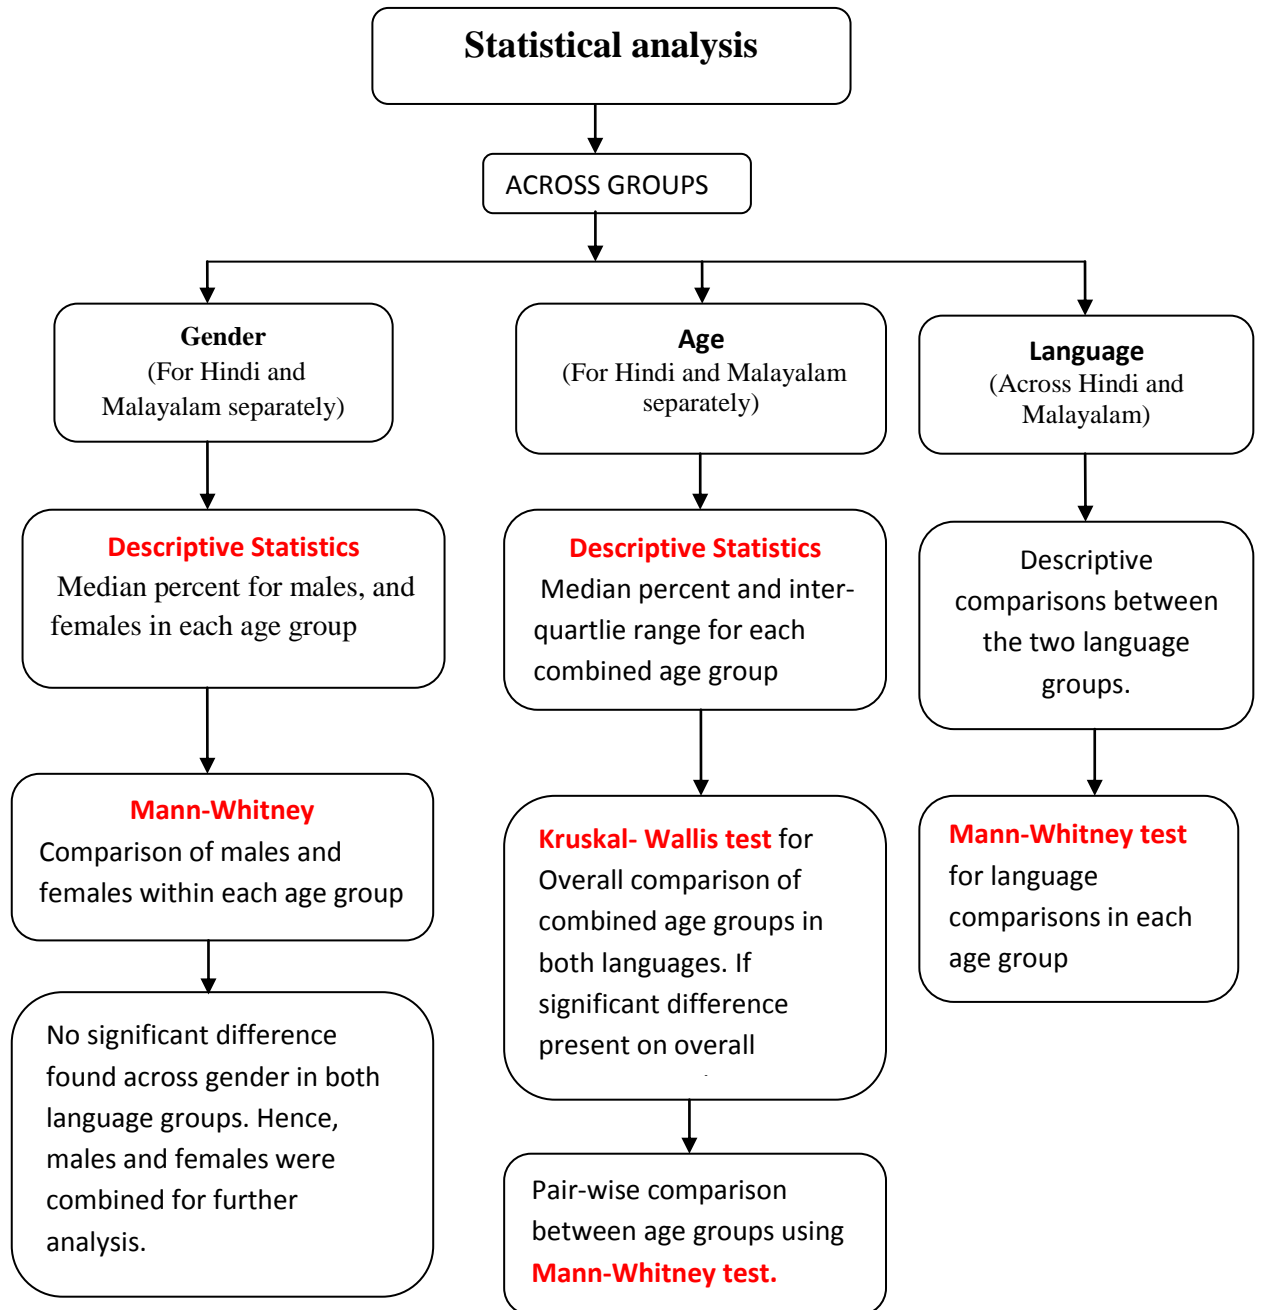 Statistical analysis
ACROSS GROUPS
Gender
(For Hindi and
Malayalam separately)
Age
(For Hindi and Malayalam
separately)
Language
(Across Hindi and
Malayalam)
Descriptive Statistics
Median percent for males, and
females in each age group
Descriptive Statistics
Median percent and inter-
quartlie range for each
combined age group
Descriptive
comparisons between
the two language
groups.
Mann-Whitney
Comparison of males and
females within each age group
Kruskal- Wallis test for
Overall comparison of
combined age groups in
both languages. If
significant difference
present on overall
Mann-Whitney test
for language
comparisons in each
age group
No significant difference
found across gender in both
language groups. Hence,
males and females were
combined for further
analysis.
Pair-wise comparison
between age groups using
Mann-Whitney test.